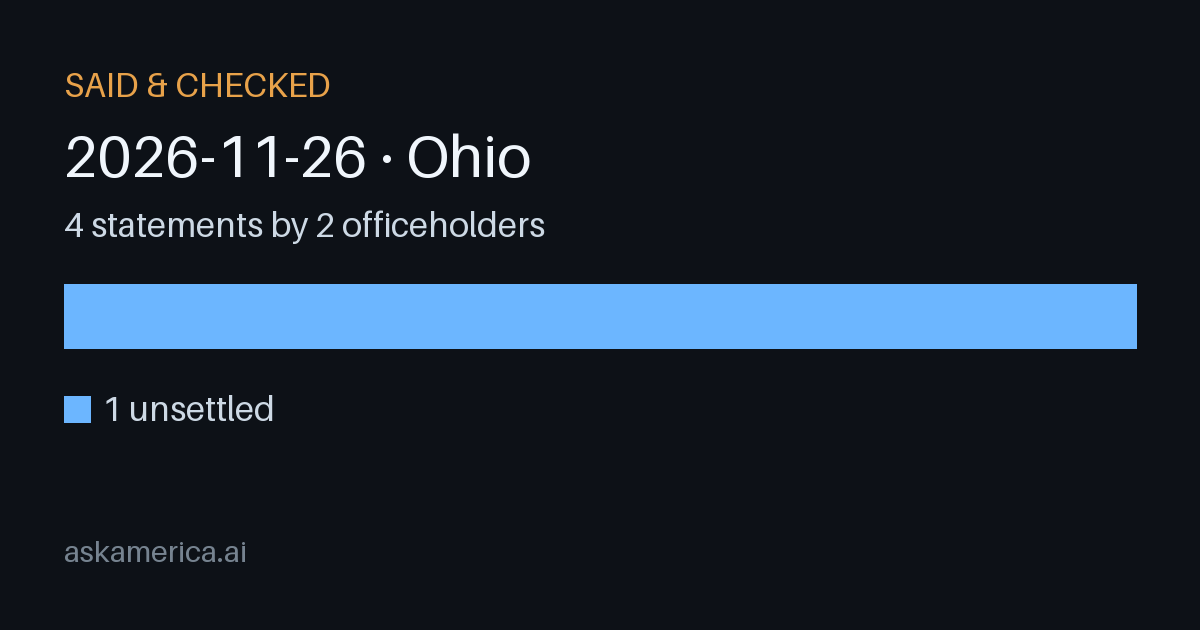 SAID & CHECKED
2026-11-26 · Ohio
4 statements by 2 officeholders
1 unsettled
askamerica.ai